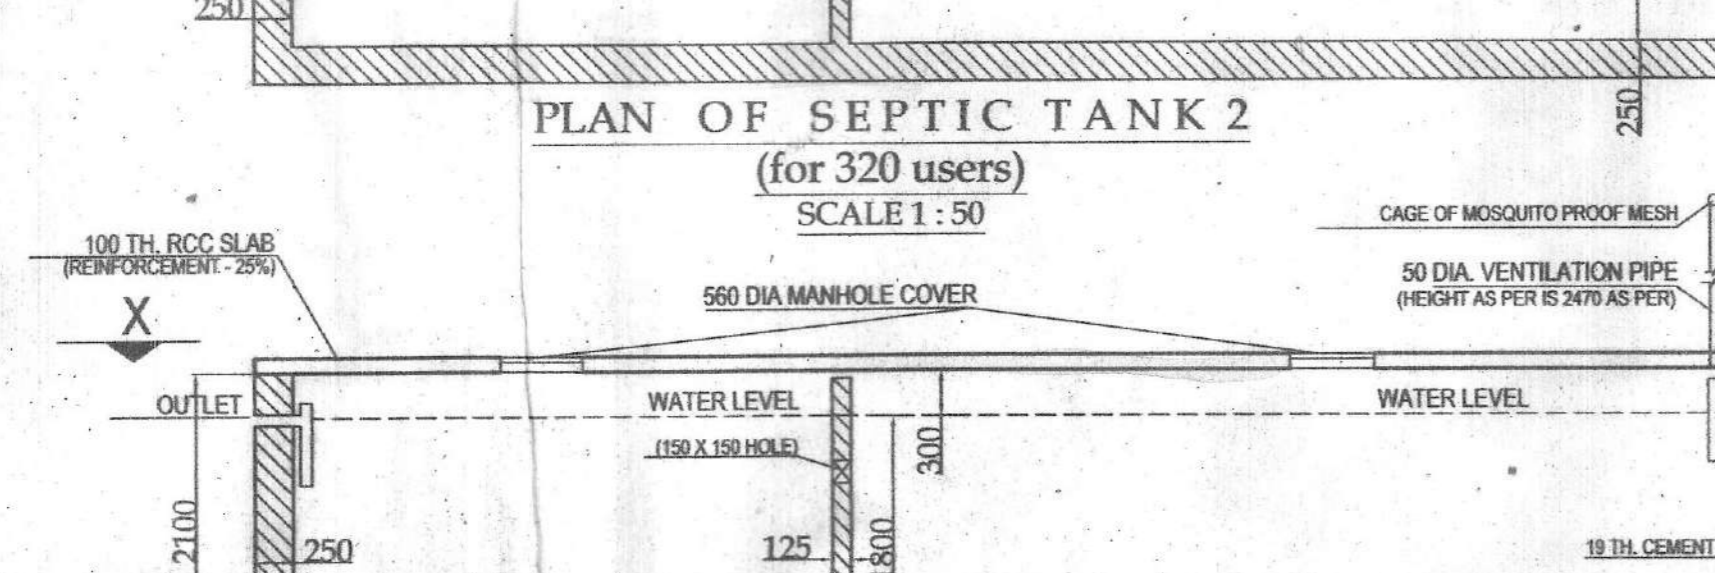 250
PLAN OF SEPTIC TANK 2
250
(for 320 users)
SCALE 1 : 50
CAGE OF MOSQUITO PROOF MESH
100 TH. RCC SLAB
(REINFORCEMENT - 25%)
50 DIA. VENTILATION PIPE
(HEIGHT AS PER IS 2470 AS PER)
560 DIA MANHOLE COVER
X
OUTLET
WATER LEVEL
WATER LEVEL
(150 X 150 HOLE)
300
2100
250
125
1800
19 TH. CEMENT